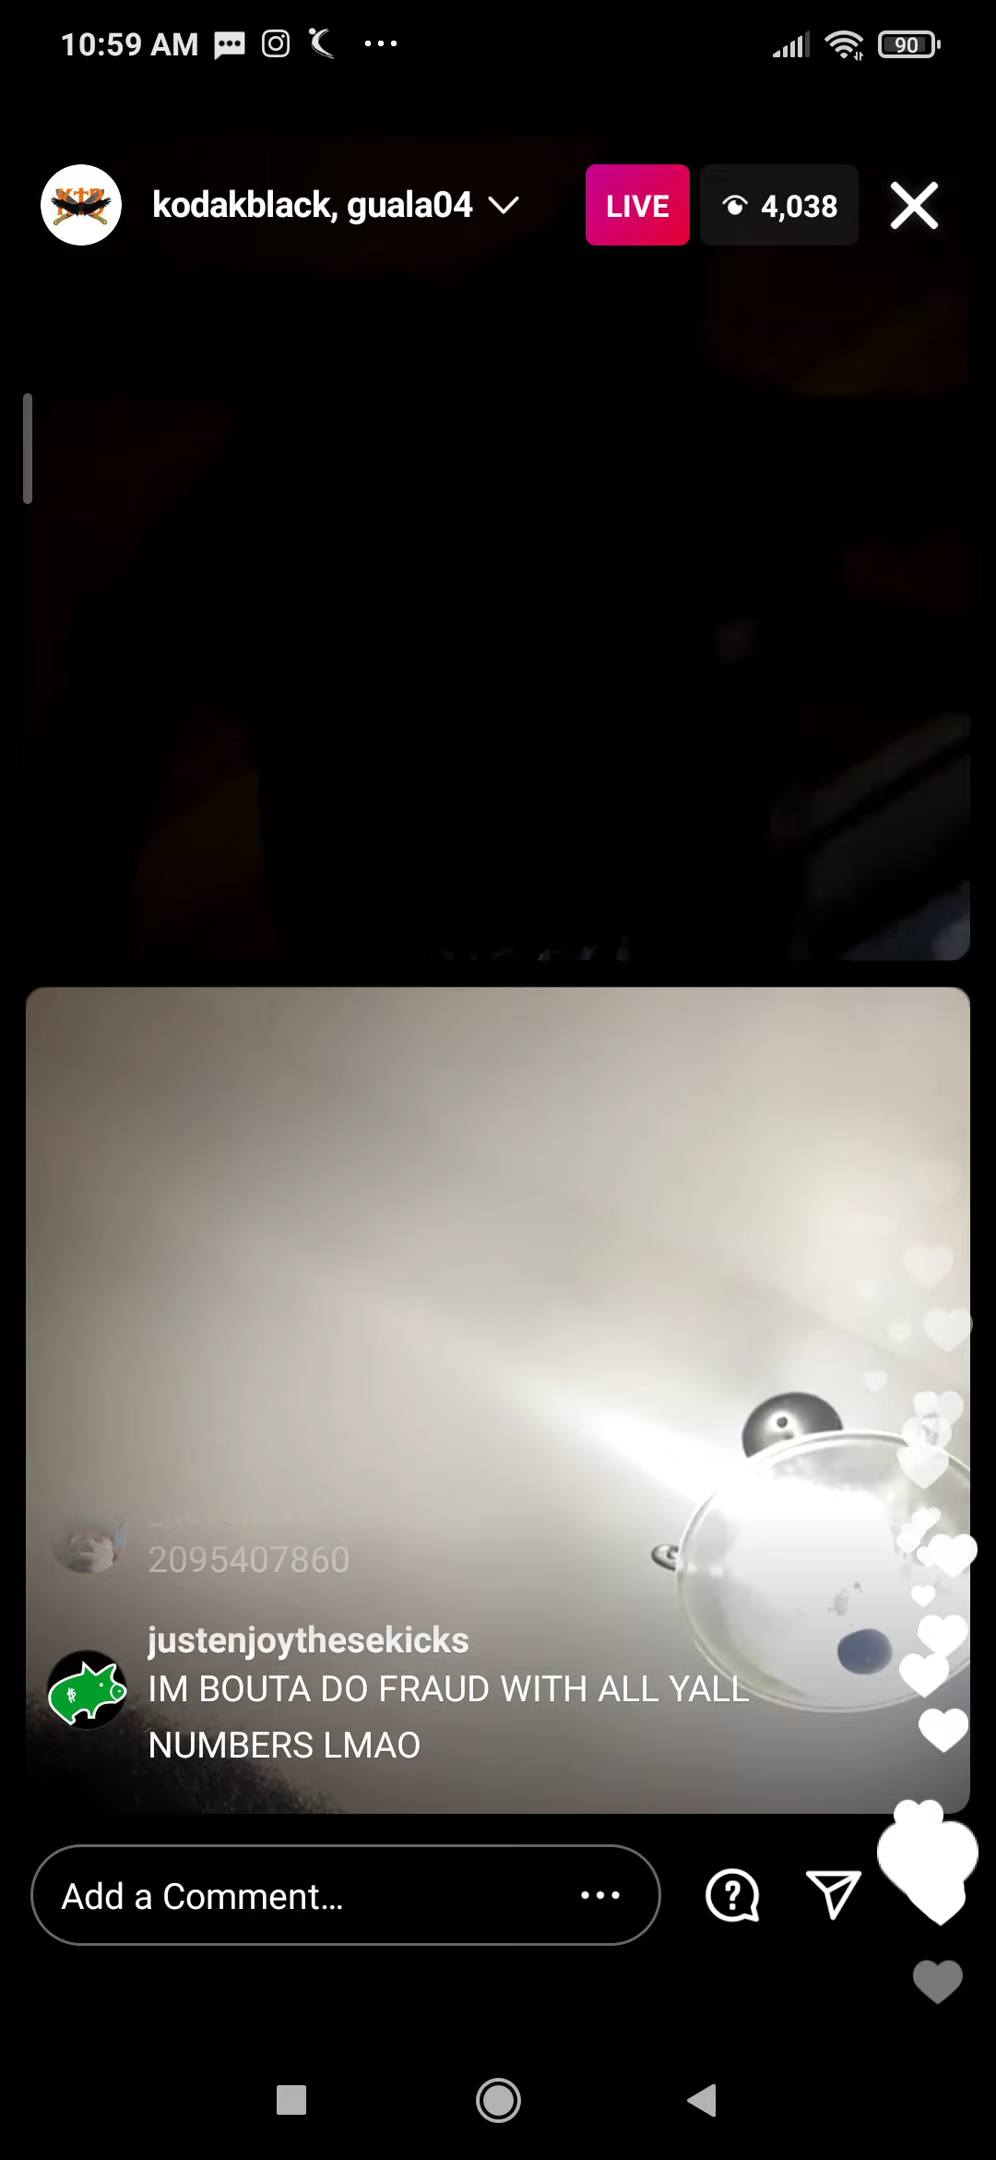 10:59 AM
90
KTB
kodakblack, guala04
LIVE
4,038
2095407860
justenjoythesekicks
IM BOUTA DO FRAUD WITH ALL YALL
NUMBERS LMAO
Add a Comment...